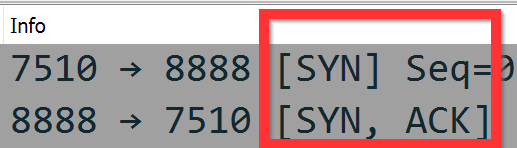 Info
7510 → 8888 [SYN] Seq=0
8888 → 7510 [SYN, ACK]